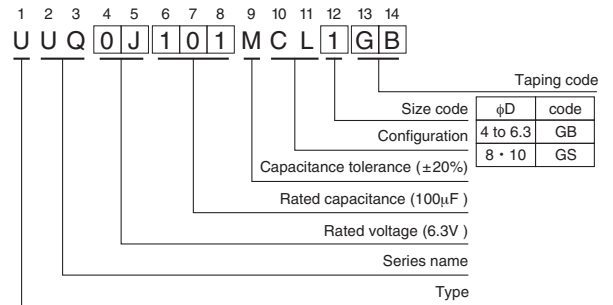 1 2 3 4 5 6 7 8 9 10 11 12 13 14
U U Q 0 J 1 0 1 M C L 1 G B
Taping code
Size code
φD code
Configuration
4 to 6.3 GB
8・10 GS
Capacitance tolerance (±20%)
Rated capacitance (100μF )
Rated voltage (6.3V )
Series name
Type